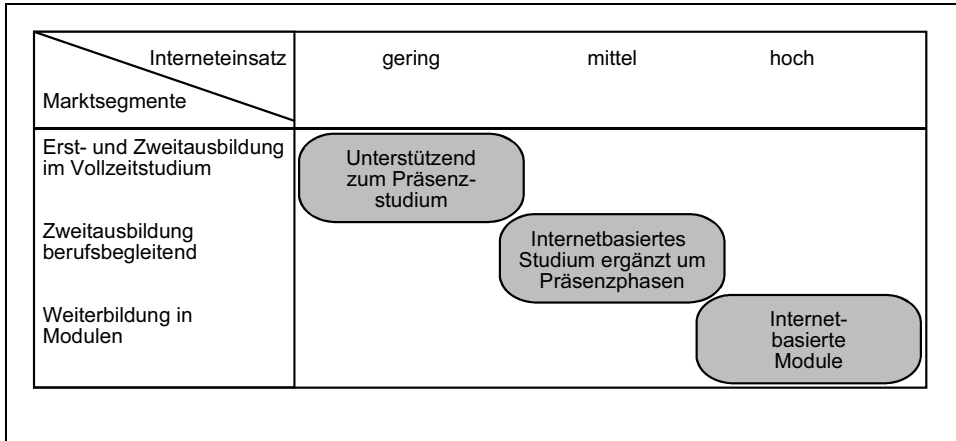 Interneteinsatz
gering
mittel
hoch
Marktsegmente
Erst- und Zweitausbildung
im Vollzeitstudium
Unterstützend
zum Präsenz-
studium
Zweitausbildung
berufsbegleitend
Internetbasiertes
Studium ergänzt um
Präsenzphasen
Weiterbildung in
Modulen
Internet-
basierte
Module